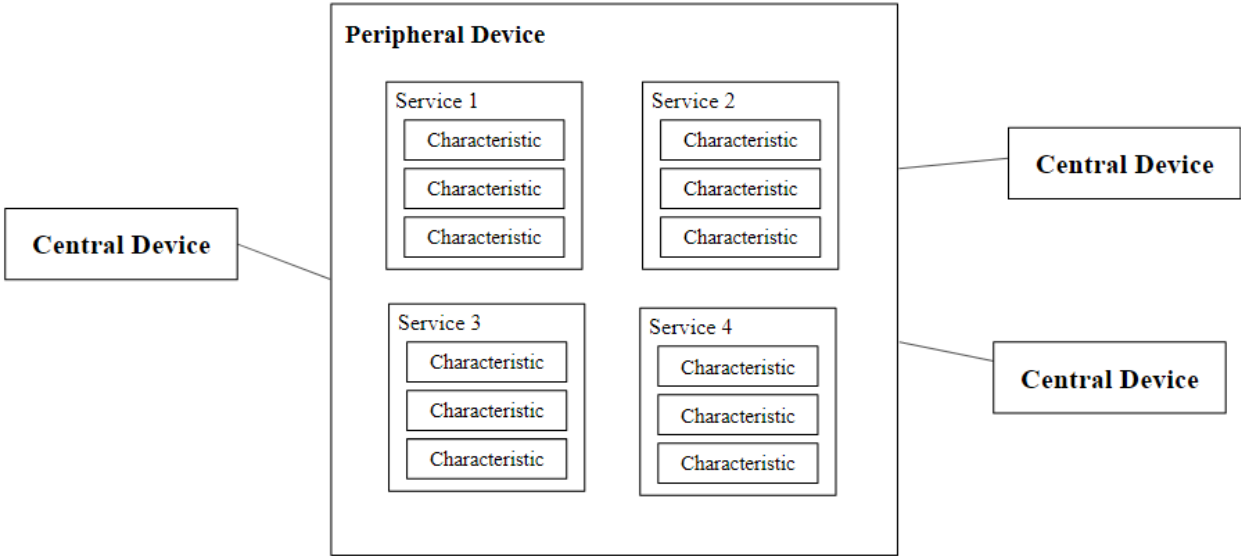 Peripheral Device
Service 1
Characteristic
Characteristic
Characteristic
Service 2
Characteristic
Characteristic
Characteristic
Service 3
Characteristic
Characteristic
Characteristic
Service 4
Characteristic
Characteristic
Characteristic
Central Device
Central Device
Central Device